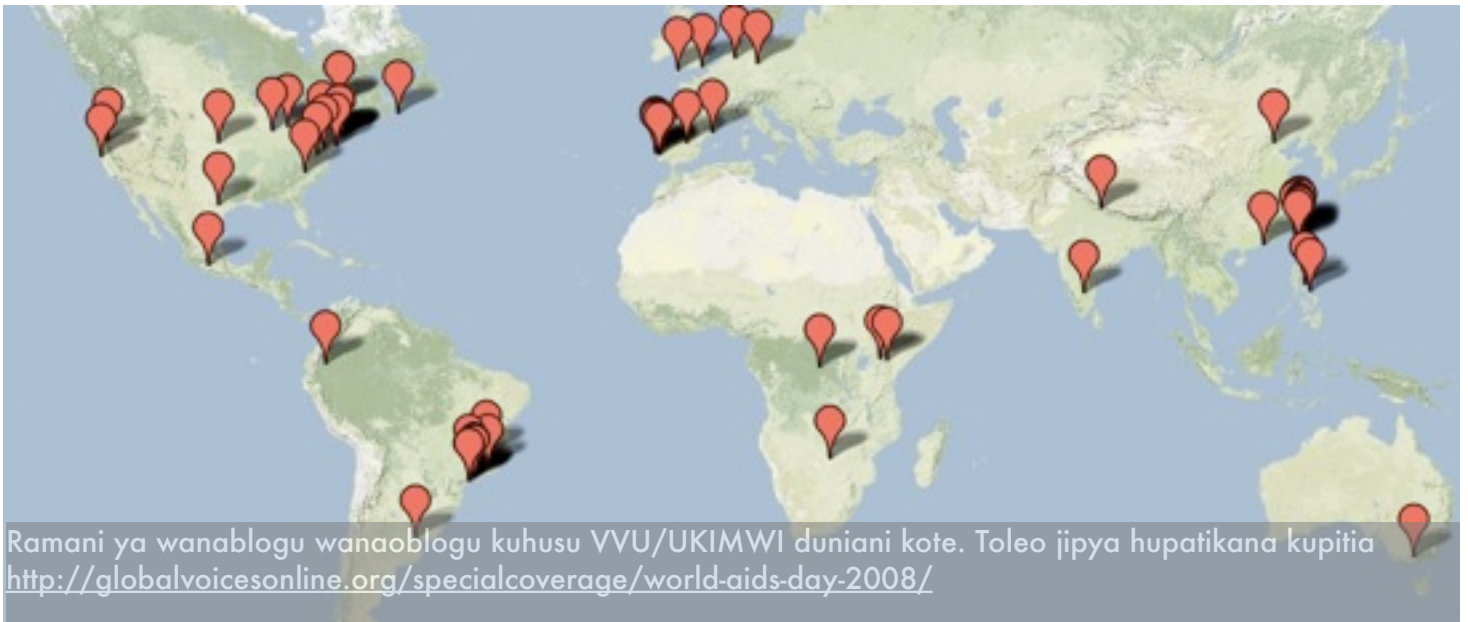 Ramani ya wanablogu wanaoblogu kuhusu VVU/UKIMWI duniani kote. Toleo jipya hupatikana kupitia
http://globalvoicesonline.org/specialcoverage/world-aids-day-2008/